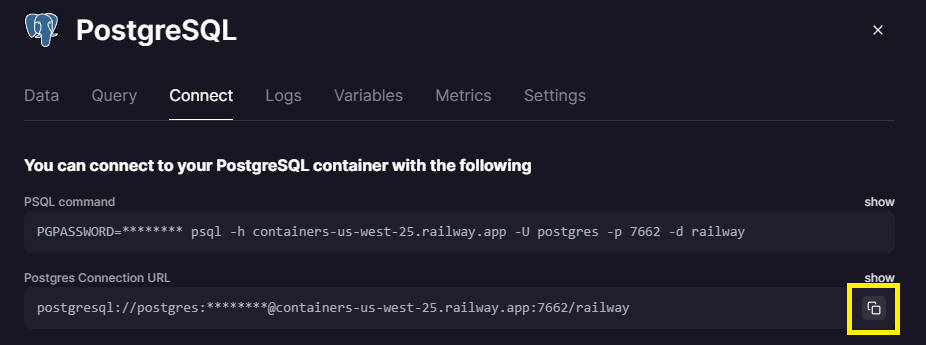 PostgreSQL
Data Query Connect Logs Variables Metrics Settings
You can connect to your PostgreSQL container with the following
PSQL command show
PGPASSWORD=******** psql -h containers-us-west-25.railway.app -U postgres -p 7662 -d railway
Postgres Connection URL show
postgresql://postgres:********@containers-us-west-25.railway.app:7662/railway